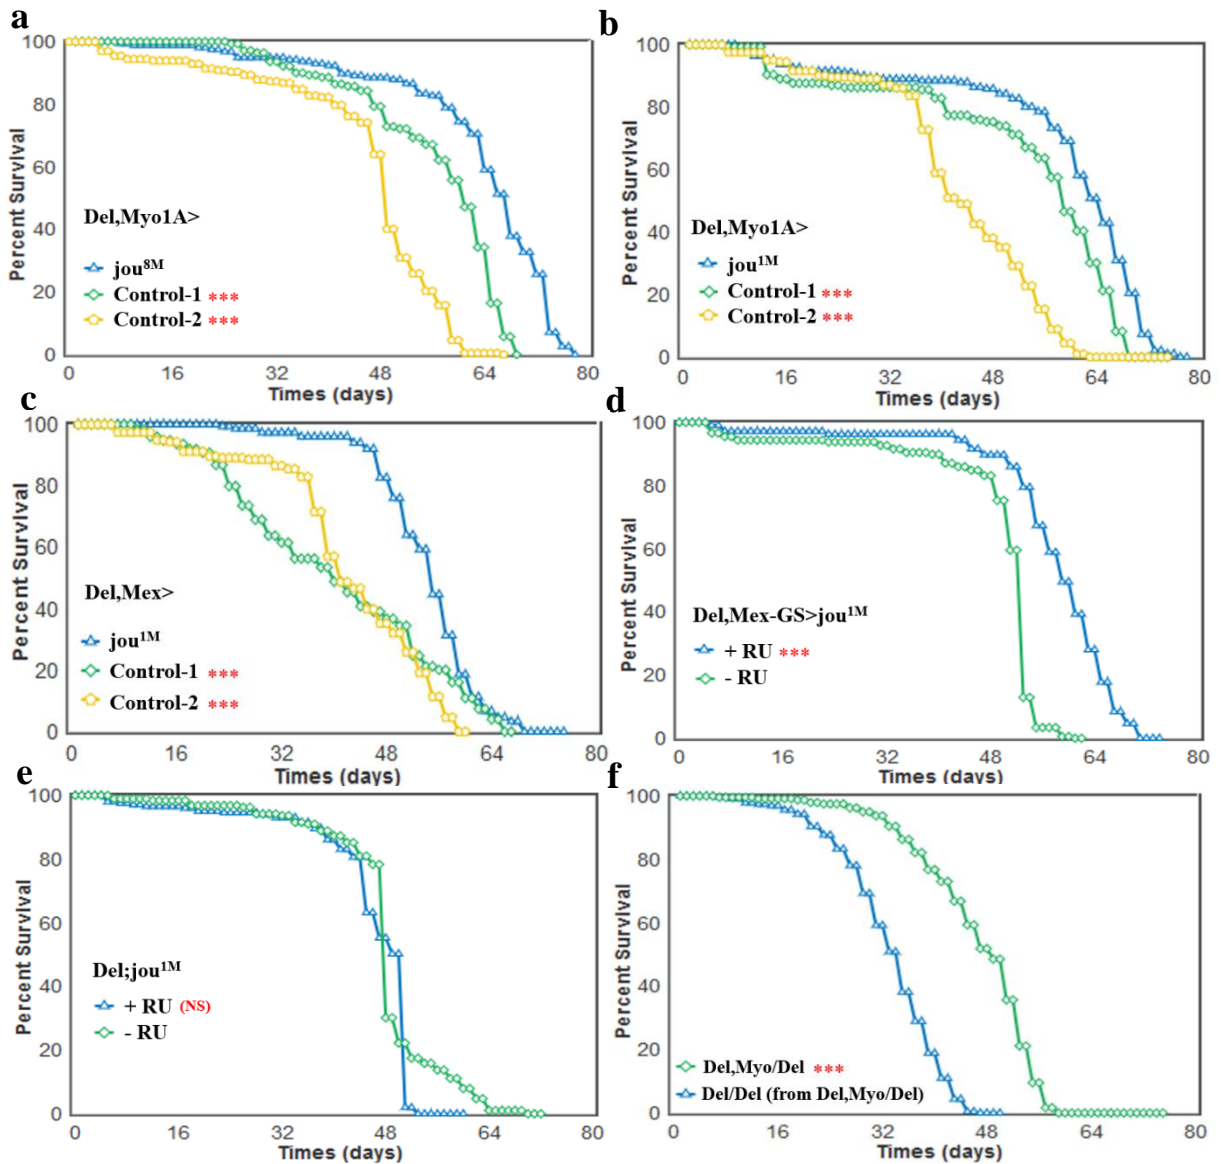 a
100
80
60
40
20
0
Percent Survival
Del,Myo1A>
jou8M
Control-1 ***
Control-2 ***
0 16 32 48 64 80
Times (days)
b
100
80
60
40
20
0
Percent Survival
Del,Myo1A>
jou1M
Control-1 ***
Control-2 ***
0 16 32 48 64 80
Times (days)
c
100
80
60
40
20
0
Percent Survival
Del,Mex>
jou1M
Control-1 ***
Control-2 ***
0 16 32 48 64 80
Times (days)
d
100
80
60
40
20
0
Percent Survival
Del,Mex-GS>jou1M
+ RU ***
- RU
0 16 32 48 64 80
Times (days)
e
100
80
60
40
20
0
Percent Survival
Del;jou1M
+ RU (NS)
- RU
0 16 32 48 64 80
Times (days)
f
100
80
60
40
20
0
Percent Survival
Del,Myo/Del ***
Del/Del (from Del,Myo/Del)
0 16 32 48 64 80
Times (days)